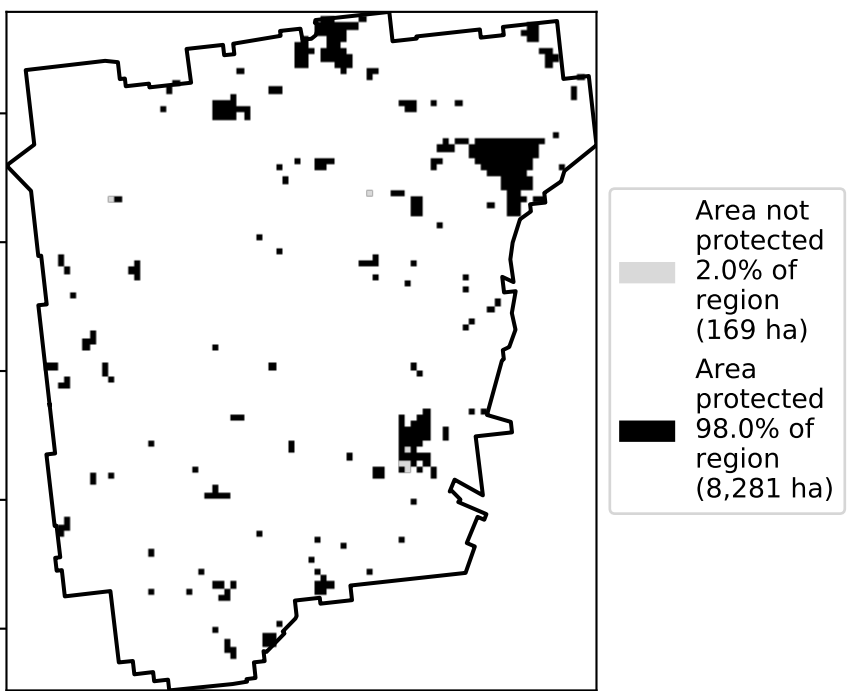 Area not
protected
2.0% of
region
(169 ha)
Area
protected
98.0% of
region
(8,281 ha)